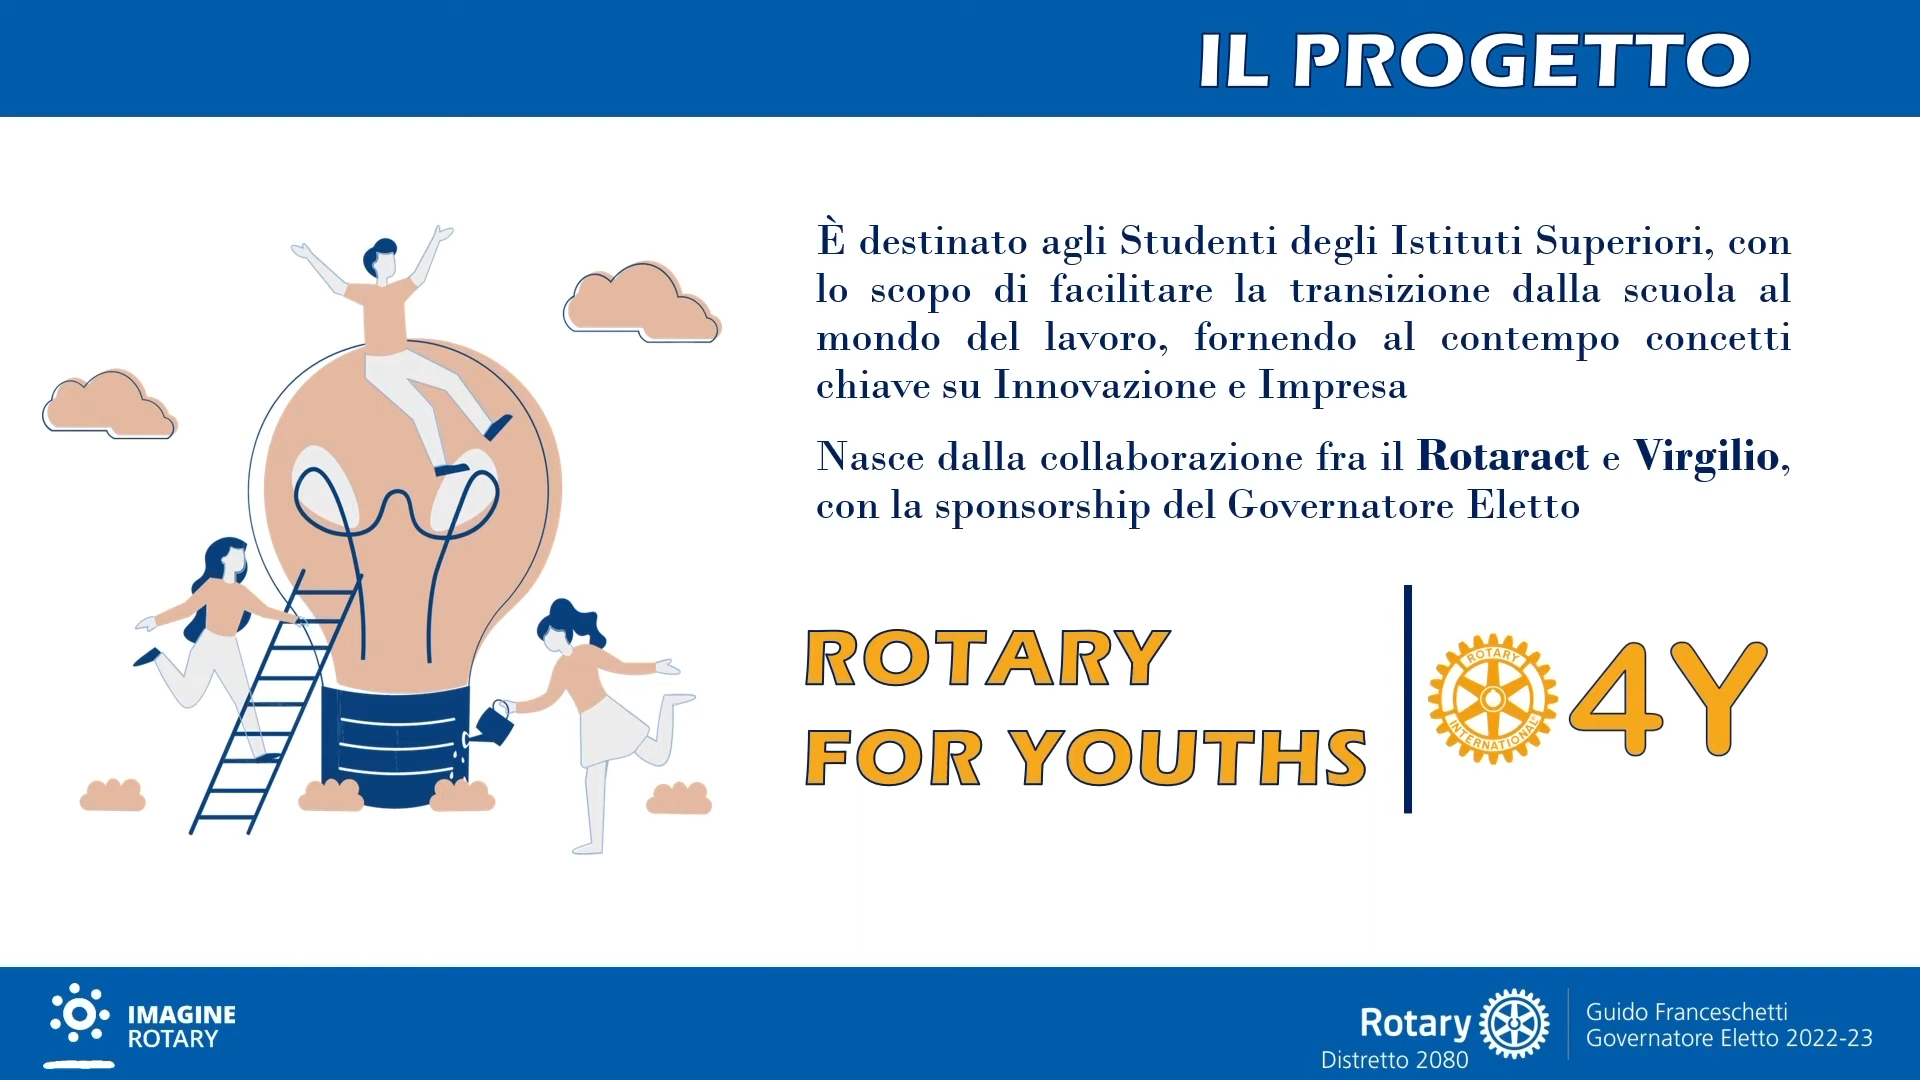 IL PROGETTO
È destinato agli Studenti degli Istituti Superiori, con
lo scopo di facilitare la transizione dalla scuola al
mondo del lavoro, fornendo al contempo concetti
chiave su Innovazione e Impresa
Nasce dalla collaborazione fra il Rotaract e Virgilio,
con la sponsorship del Governatore Eletto
ROTARY
FOR YOUTHS
ROTARY
INTERNATIONAL
4Y
IMAGINE
ROTARY
Rotary
Distretto 2080
Guido Franceschetti
Governatore Eletto 2022-23